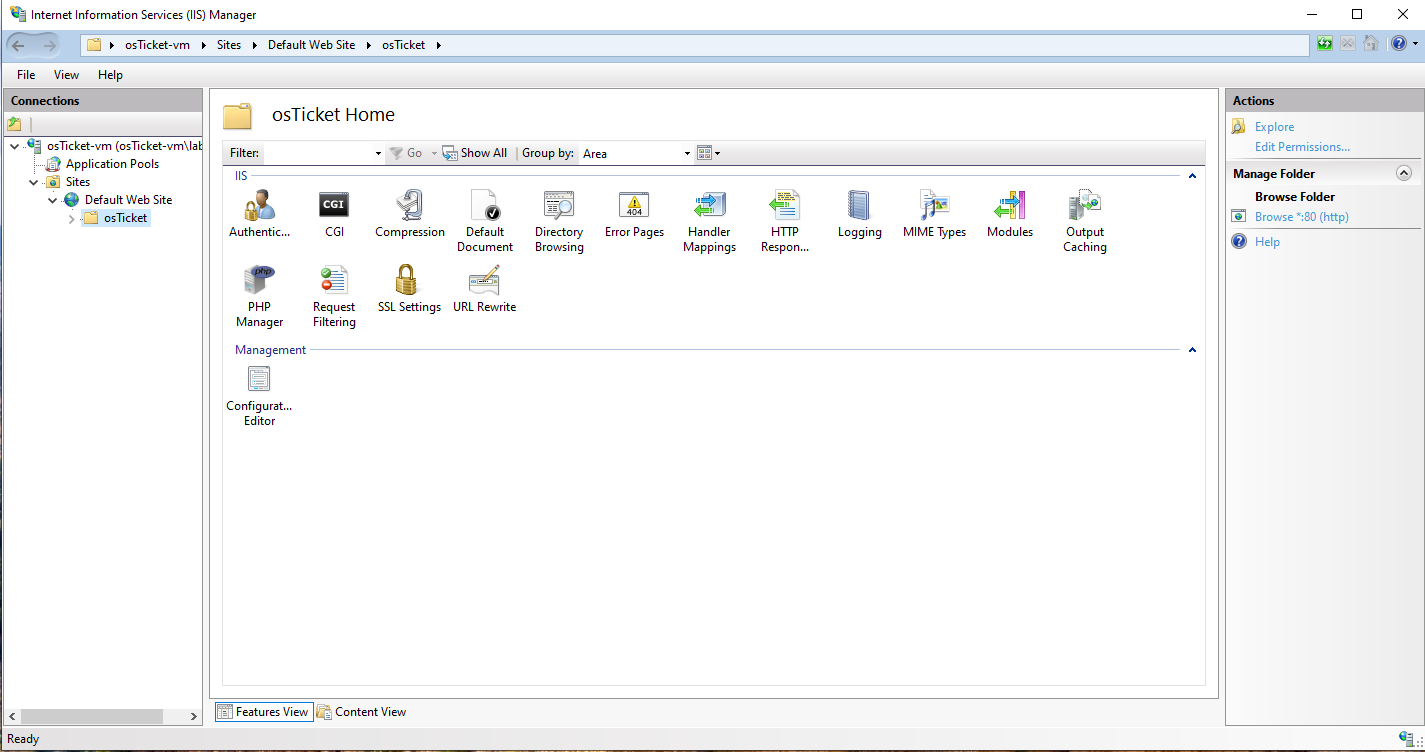 Internet Information Services (IIS) Manager
osTicket-vm Sites Default Web Site osTicket
File View Help
Connections
osTicket-vm (osTicket-vm\lab
Application Pools
Sites
Default Web Site
osTicket
osTicket Home
Filter: Go Show All Group by: Area
IIS
Authentic...
CGI
CGI
Compression
Default
Document
Directory
Browsing
404
Error Pages
Handler
Mappings
HTTP
Respon...
Logging
MIME Types
Modules
Output
Caching
php
PHP
Manager
Request
Filtering
SSL Settings
URL Rewrite
Management
Configurat...
Editor
Features View Content View
Actions
Explore
Edit Permissions...
Manage Folder
Browse Folder
Browse *:80 (http)
Help
Ready